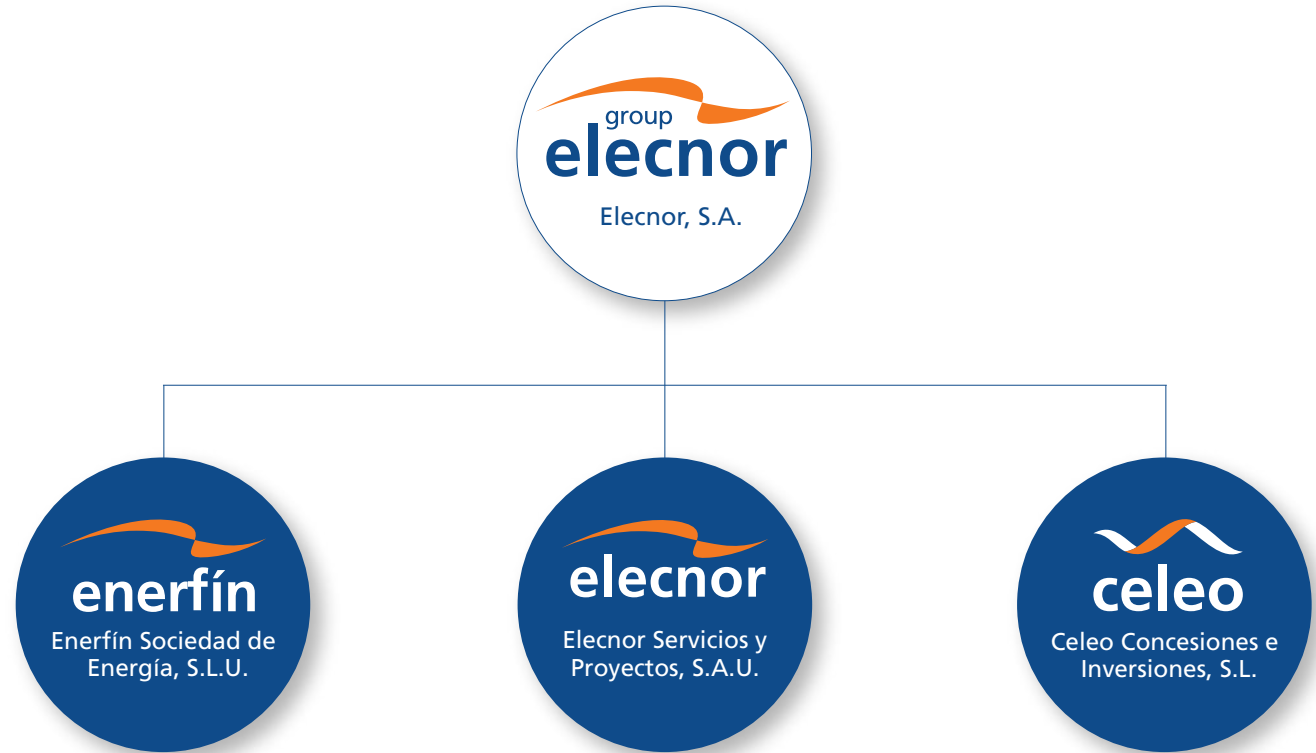 group
elecnor
Elecnor, S.A.
enerfín
Enerfín Sociedad de
Energía, S.L.U.
elecnor
Elecnor Servicios y
Proyectos, S.A.U.
celeo
Celeo Concesiones e
Inversiones, S.L.